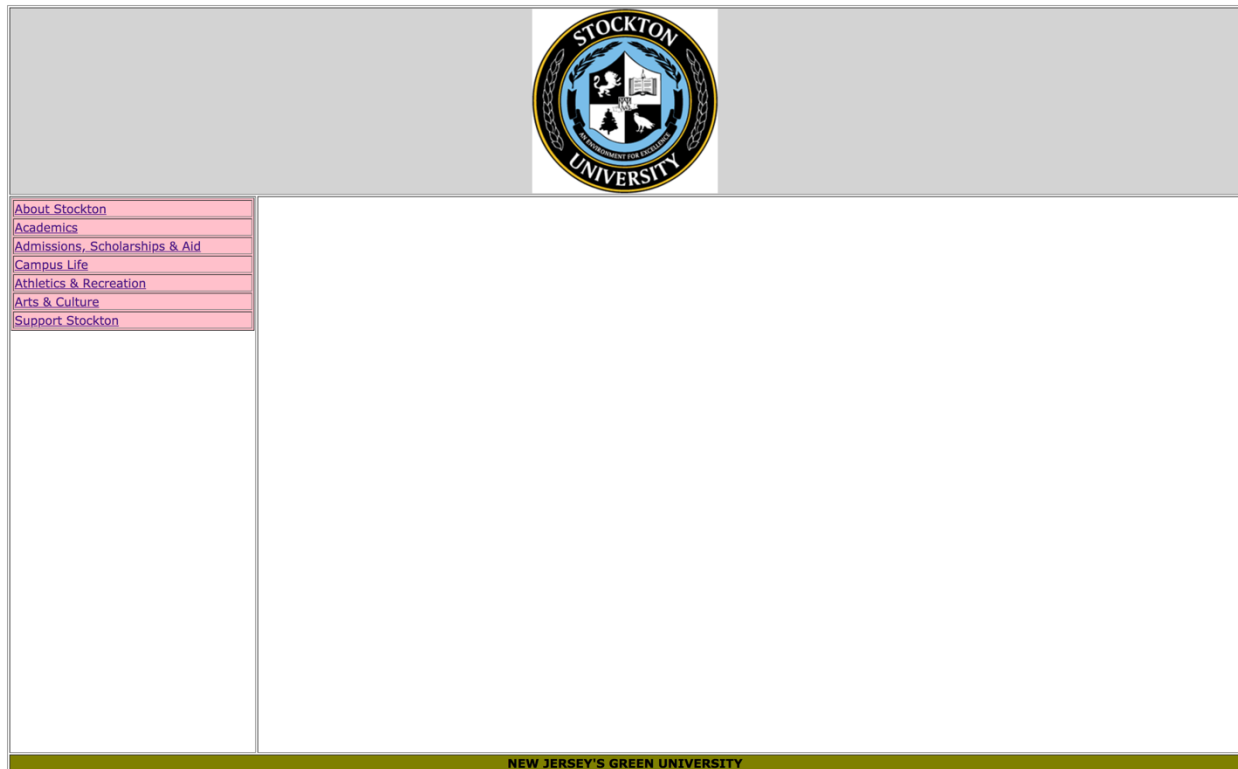 STOCKTON
AN ENVIRONMENT FOR EXCELLENCE
UNIVERSITY
About Stockton
Academics
Admissions, Scholarships & Aid
Campus Life
Athletics & Recreation
Arts & Culture
Support Stockton
NEW JERSEY'S GREEN UNIVERSITY